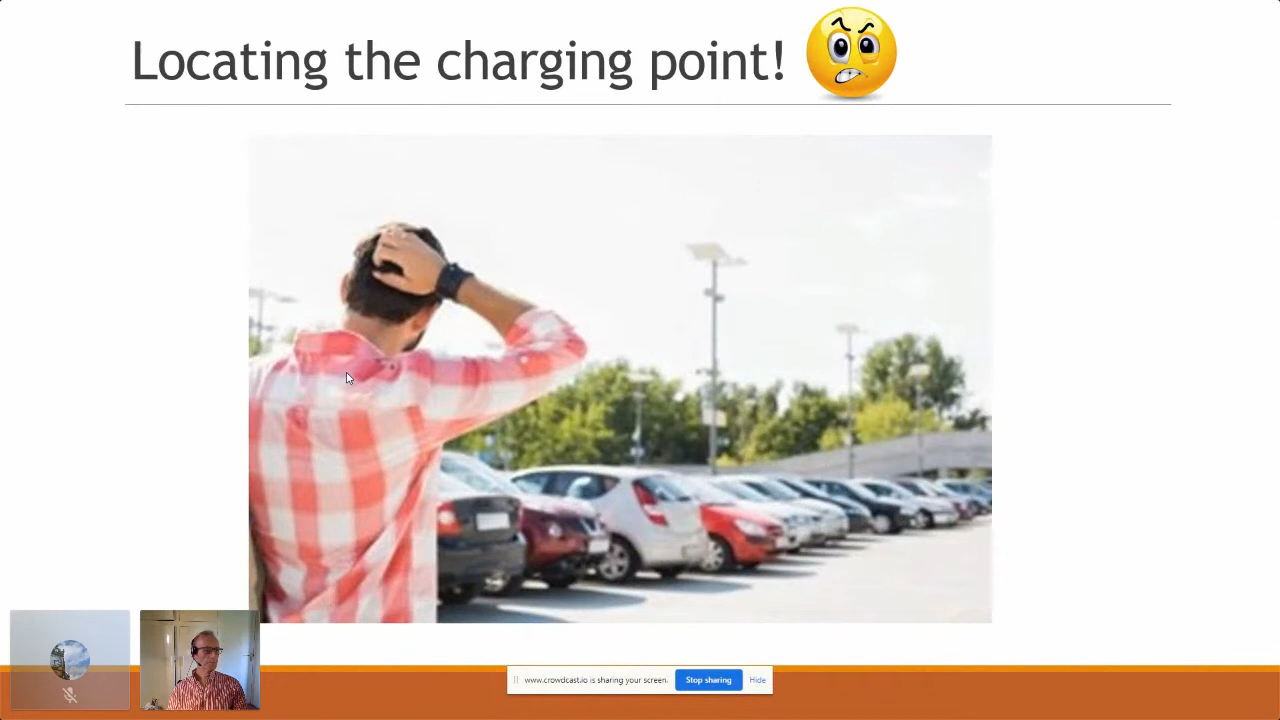 Locating the charging point!
www.crowdcast.io is sharing your screen.
Stop sharing
Hide